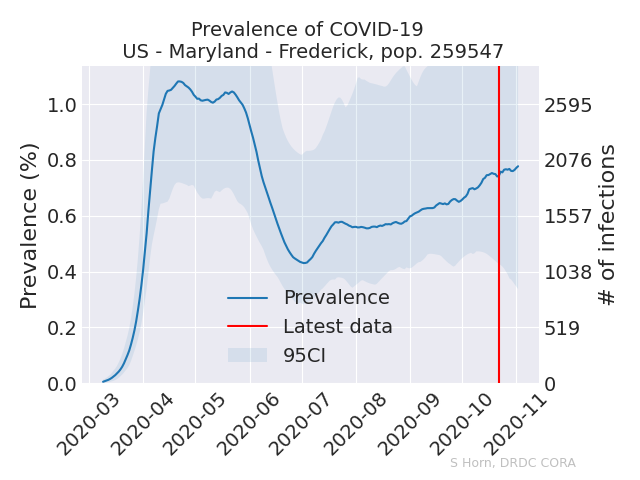 Prevalence of COVID-19
US - Maryland - Frederick, pop. 259547
Prevalence (%)
1.0
0.8
0.6
0.4
0.2
0.0
2595
2076
1557
1038
519
0
# of infections
Prevalence
Latest data
95CI
2020-03
2020-04
2020-05
2020-06
2020-07
2020-08
2020-09
2020-10
2020-11
S Horn, DRDC CORA